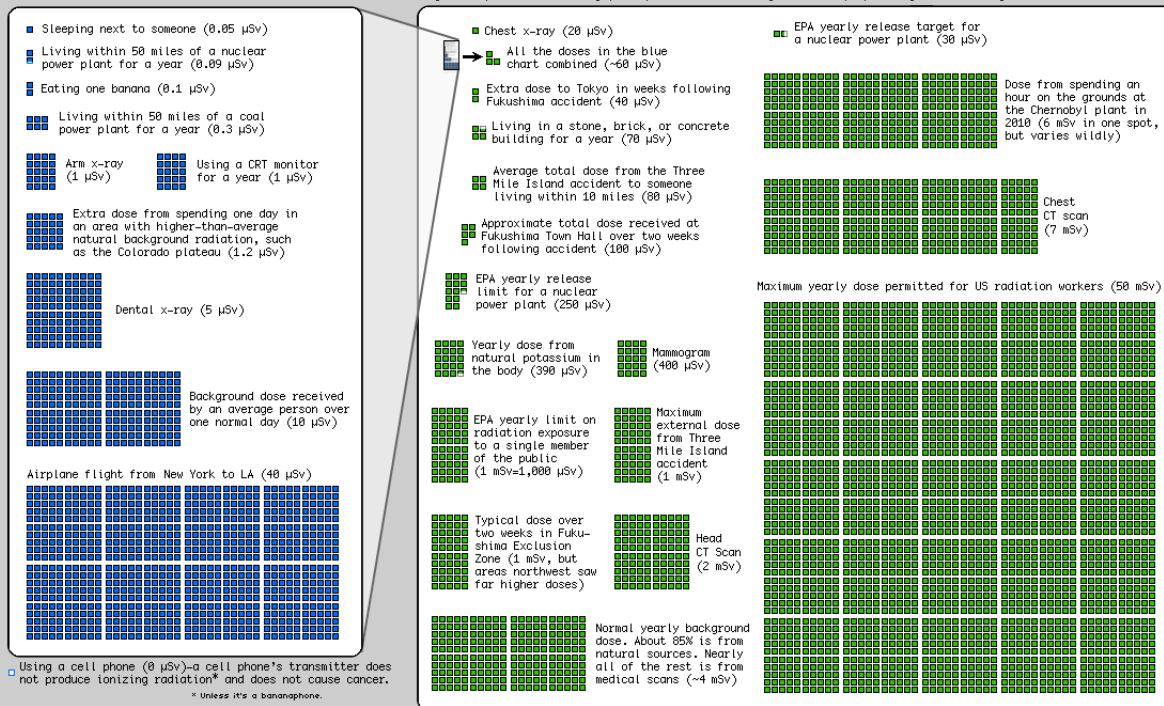 Sleeping next to someone (0.05 µSv)
Living within 50 miles of a nuclear
power plant for a year (0.09 µSv)
Eating one banana (0.1 µSv)
Living within 50 miles of a coal
power plant for a year (0.3 µSv)
Arm x-ray
(1 µSv)
Using a CRT monitor
for a year (1 µSv)
Extra dose from spending one day in
an area with higher-than-average
natural background radiation, such
as the Colorado plateau (1.2 µSv)
Dental x-ray (5 µSv)
Background dose received
by an average person over
one normal day (10 µSv)
Airplane flight from New York to LA (40 µSv)
Using a cell phone (0 µSv)-a cell phone's transmitter does
not produce ionizing radiation* and does not cause cancer.
* Unless it's a bananaphone.
Chest x-ray (20 µSv)
All the doses in the blue
chart combined (~60 µSv)
Extra dose to Tokyo in weeks following
Fukushima accident (40 µSv)
Living in a stone, brick, or concrete
building for a year (70 µSv)
Average total dose from the Three
Mile Island accident to someone
living within 10 miles (80 µSv)
Approximate total dose received at
Fukushima Town Hall over two weeks
following accident (100 µSv)
EPA yearly release
limit for a nuclear
power plant (250 µSv)
Yearly dose from
natural potassium in
the body (390 µSv)
Mammogram
(400 µSv)
EPA yearly limit on
radiation exposure
to a single member
of the public
(1 mSv=1,000 µSv)
Maximum
external dose
from Three
Mile Island
accident
(1 mSv)
Typical dose over
two weeks in Fuku-
shima Exclusion
Zone (1 mSv, but
areas northwest saw
far higher doses)
Head
CT Scan
(2 mSv)
Normal yearly background
dose. About 85% is from
natural sources. Nearly
all of the rest is from
medical scans (~4 mSv)
EPA yearly release target for
a nuclear power plant (30 µSv)
Dose from spending an
hour on the grounds at
the Chernobyl plant in
2010 (6 mSv in one spot,
but varies wildly)
Chest
CT scan
(7 mSv)
Maximum yearly dose permitted for US radiation workers (50 mSv)